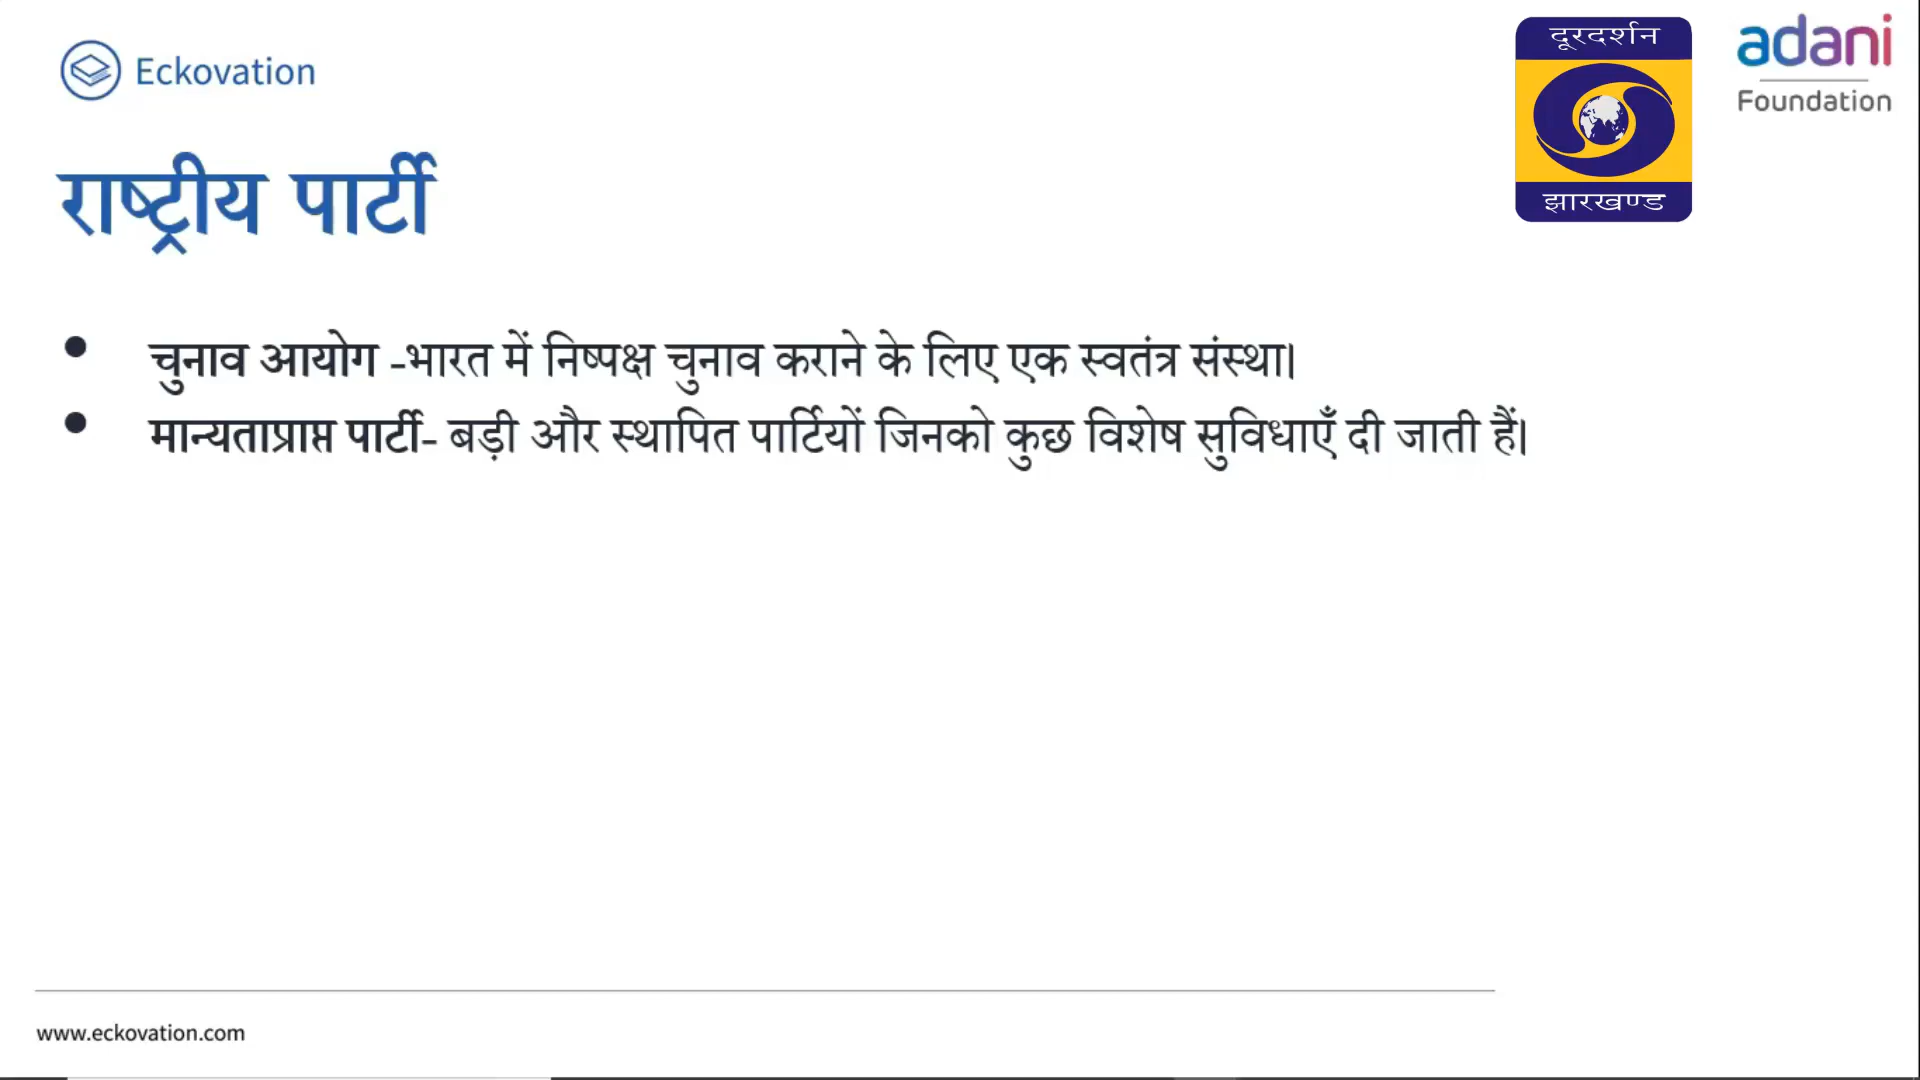 Eckovation
दूरदर्शन
झारखण्ड
adani
Foundation
राष्ट्रीय पार्टी
• चुनाव आयोग -भारत में निष्पक्ष चुनाव कराने के लिए एक स्वतंत्र संस्था।
• मान्यताप्राप्त पार्टी- बड़ी और स्थापित पार्टियों जिनको कुछ विशेष सुविधाएँ दी जाती हैं।
www.eckovation.com